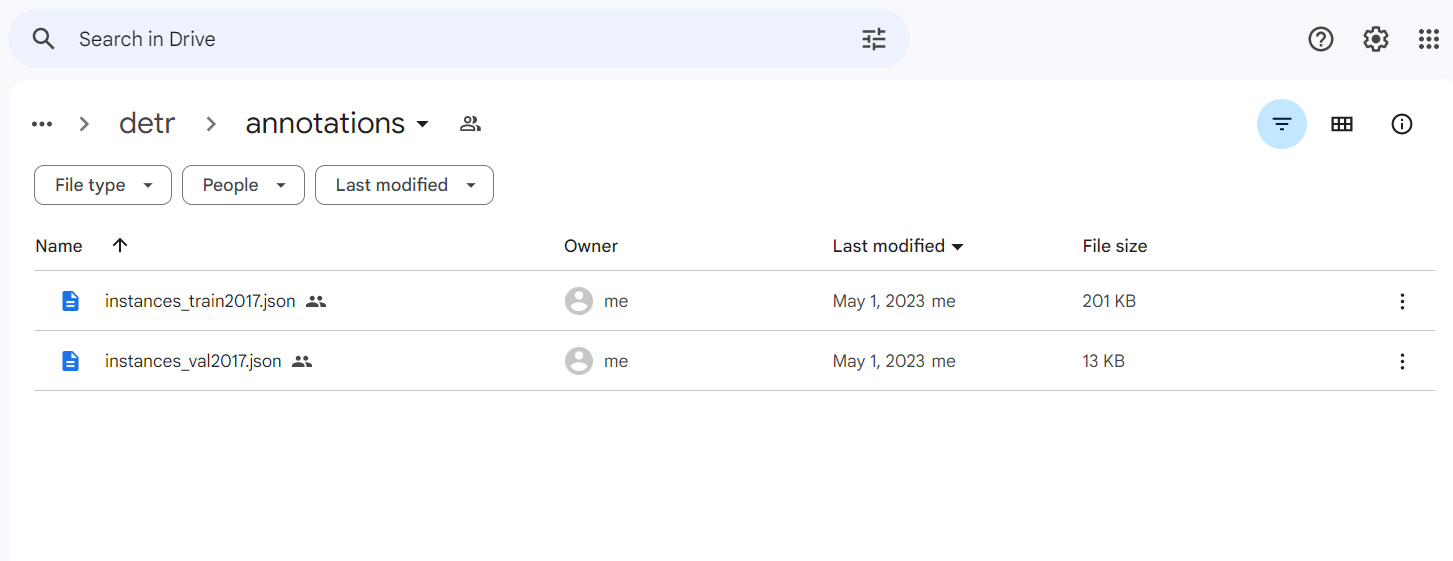 Search in Drive
... > detr > annotations
File type People Last modified
Name Owner Last modified File size
instances_train2017.json me May 1, 2023 me 201 KB
instances_val2017.json me May 1, 2023 me 13 KB